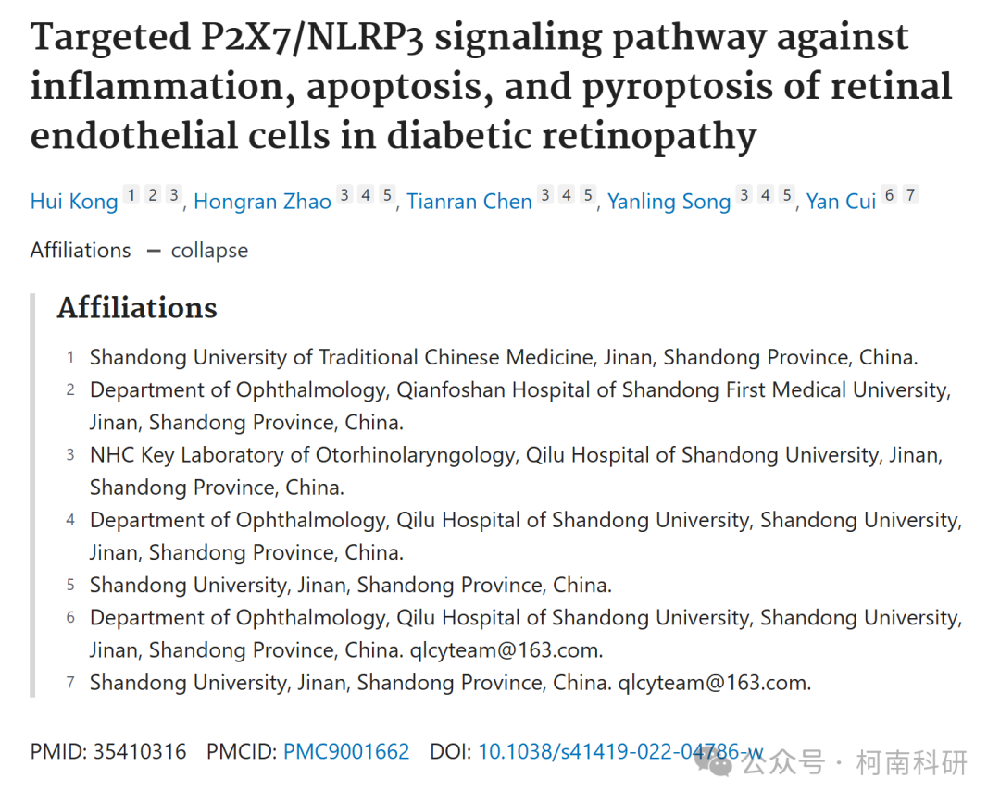 Targeted P2X7/NLRP3 signaling pathway against
inflammation, apoptosis, and pyroptosis of retinal
endothelial cells in diabetic retinopathy
Hui Kong 1 2 3, Hongran Zhao 3 4 5, Tianran Chen 3 4 5, Yanling Song 3 4 5, Yan Cui 6 7
Affiliations — collapse
Affiliations
1 Shandong University of Traditional Chinese Medicine, Jinan, Shandong Province, China.
2 Department of Ophthalmology, Qianfoshan Hospital of Shandong First Medical University,
Jinan, Shandong Province, China.
3 NHC Key Laboratory of Otorhinolaryngology, Qilu Hospital of Shandong University, Jinan,
Shandong Province, China.
4 Department of Ophthalmology, Qilu Hospital of Shandong University, Shandong University,
Jinan, Shandong Province, China.
5 Shandong University, Jinan, Shandong Province, China.
6 Department of Ophthalmology, Qilu Hospital of Shandong University, Shandong University,
Jinan, Shandong Province, China. qlcyteam@163.com.
7 Shandong University, Jinan, Shandong Province, China. qlcyteam@163.com.
PMID: 35410316 PMCID: PMC9001662 DOI: 10.1038/s41419-022-04786-w
公众号 · 柯南科研